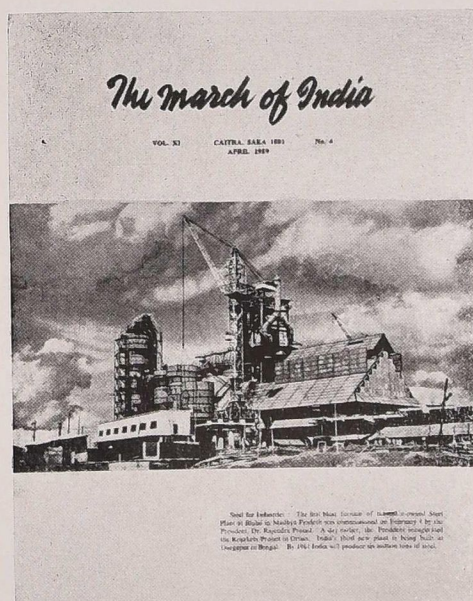 The March of India
VOL. XI CAITRA, SAKA 1881 No. 4
APRIL 1959
Steel for Industry: The first blast furnace of the State-owned Steel
Plant at Bhilai in Madhya Pradesh was commissioned on February 4 by the
President, Dr. Rajendra Prasad. A day earlier, the President inaugurated
the Rourkela Project in Orissa. India's third new plant is being built at
Durgapur in Bengal. By 1961 India will produce six million tons of steel.